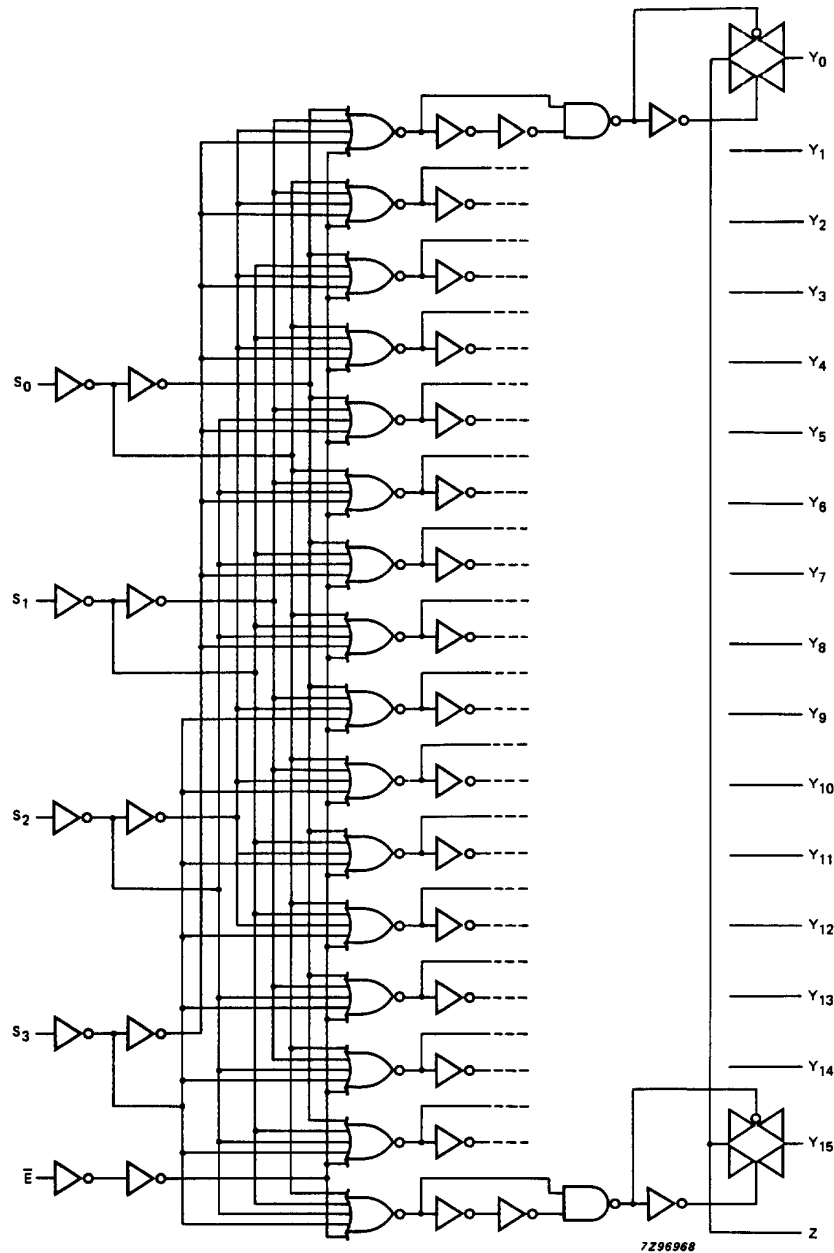 Y₀
Y₁
Y₂
Y₃
S₀
Y₄
Y₅
Y₆
Y₇
S₁
Y₈
Y₉
Y₁₀
S₂
Y₁₁
Y₁₂
Y₁₃
S₃
Y₁₄
Y₁₅
E̅
Z
7Z96968